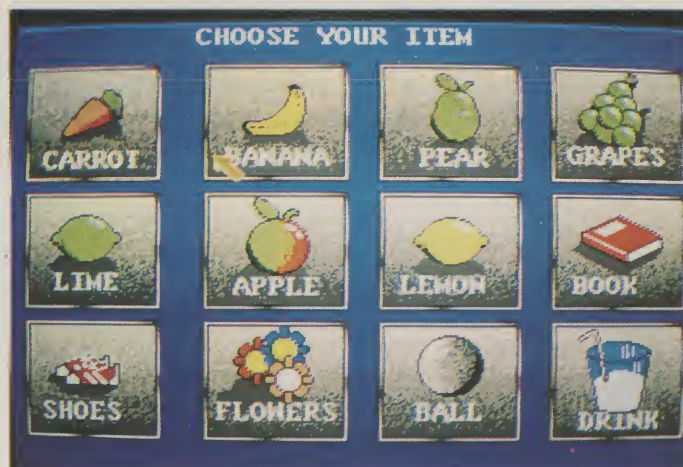 CHOOSE YOUR ITEM
CARROT BANANA PEAR GRAPES
LIME APPLE LEMON BOOK
SHOES FLOWERS BALL DRINK